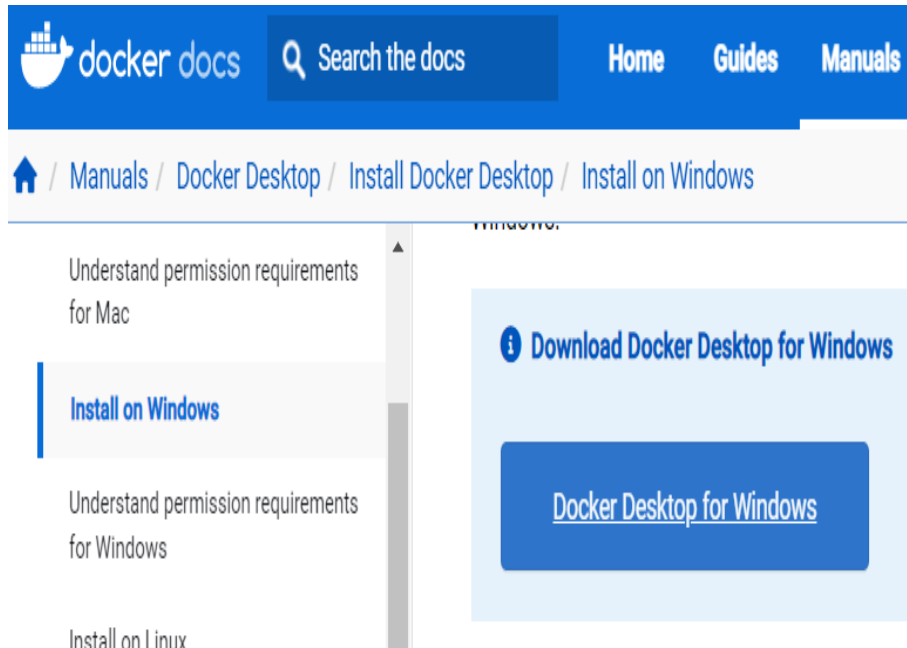 docker docs Search the docs Home Guides Manuals
/ Manuals / Docker Desktop / Install Docker Desktop / Install on Windows
Understand permission requirements
for Mac
Install on Windows
Understand permission requirements
for Windows
Install on Linux
Windows.
Download Docker Desktop for Windows
Docker Desktop for Windows